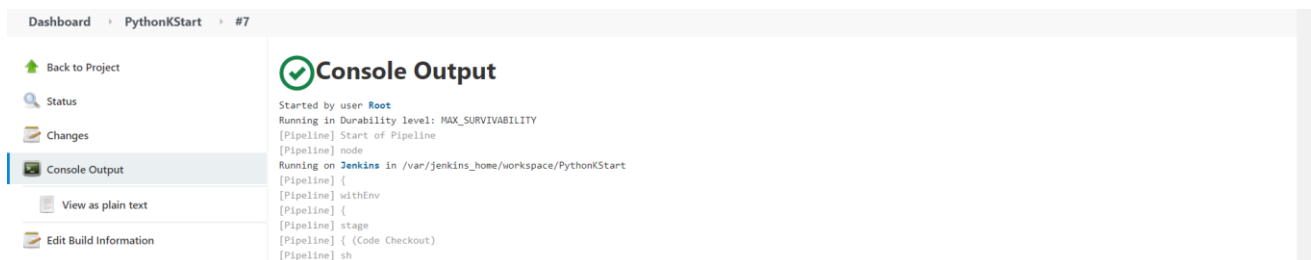 Dashboard PythonKStart #7
Back to Project
Status
Changes
Console Output
View as plain text
Edit Build Information
Console Output
Started by user Root
Running in Durability level: MAX_SURVIVABILITY
[Pipeline] Start of Pipeline
[Pipeline] node
Running on Jenkins in /var/jenkins_home/workspace/PythonKStart
[Pipeline] {
[Pipeline] withEnv
[Pipeline] {
[Pipeline] stage
[Pipeline] { (Code Checkout)
[Pipeline] sh